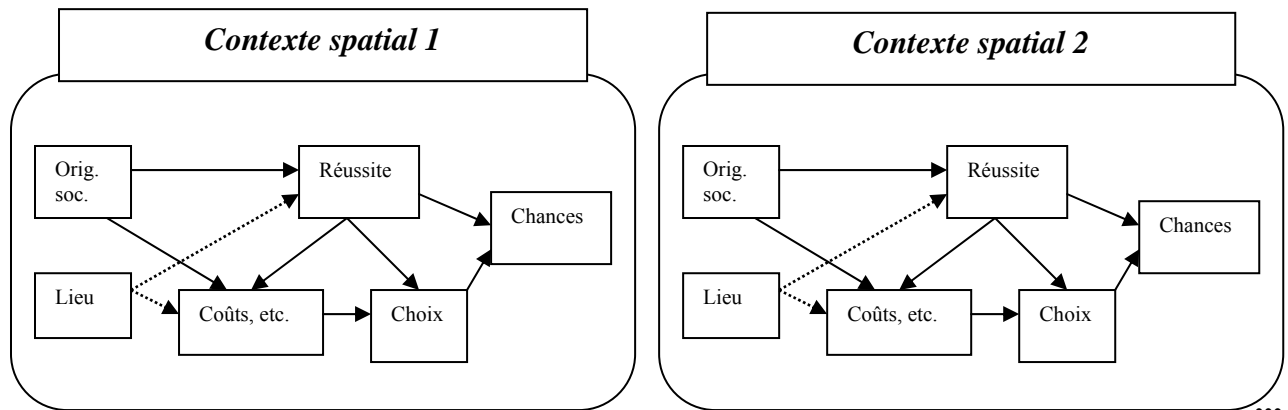 Contexte spatial 1
Orig.
soc.
Réussite
Chances
Lieu
Coûts, etc.
Choix
Contexte spatial 2
Orig.
soc.
Réussite
Chances
Lieu
Coûts, etc.
Choix
...